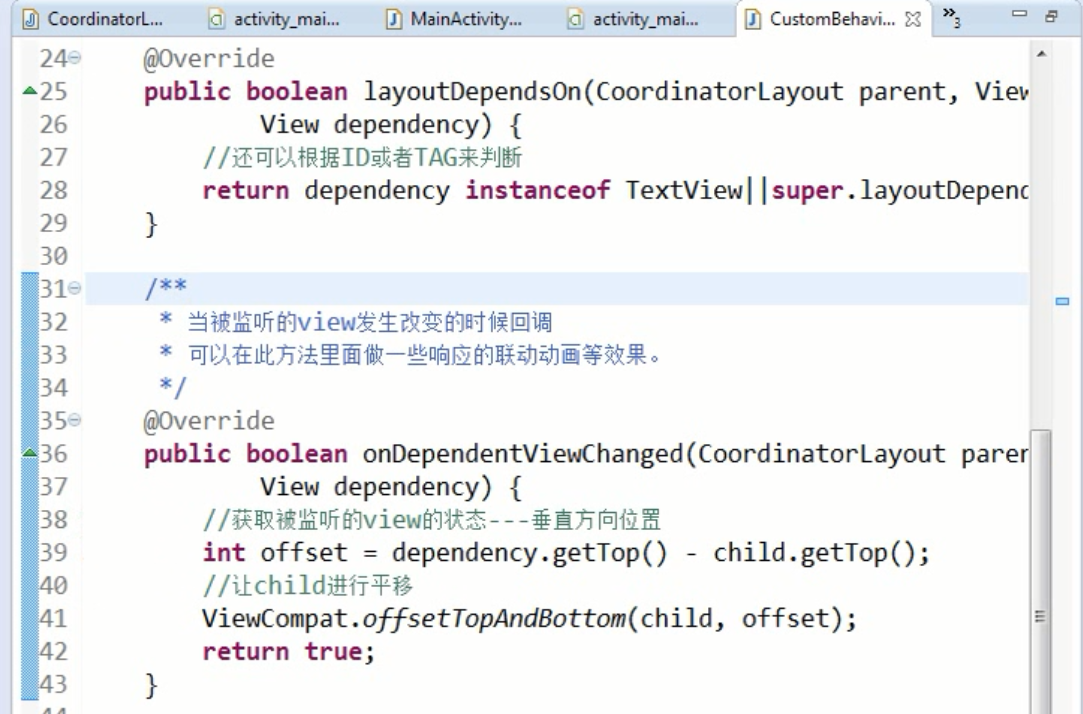 CoordinatorL... activity_mai... MainActivity... activity_mai... CustomBehavi... »3
24 @Override
25 public boolean layoutDependsOn(CoordinatorLayout parent, View
26 View dependency) {
27 //还可以根据ID或者TAG来判断
28 return dependency instanceof TextView||super.layoutDepend
29 }
30
31 /**
32 * 当被监听的view发生改变的时候回调
33 * 可以在此方法里面做一些响应的联动动画等效果。
34 */
35 @Override
36 public boolean onDependentViewChanged(CoordinatorLayout paren
37 View dependency) {
38 //获取被监听的view的状态---垂直方向位置
39 int offset = dependency.getTop() - child.getTop();
40 //让child进行平移
41 ViewCompat.offsetTopAndBottom(child, offset);
42 return true;
43 }
44